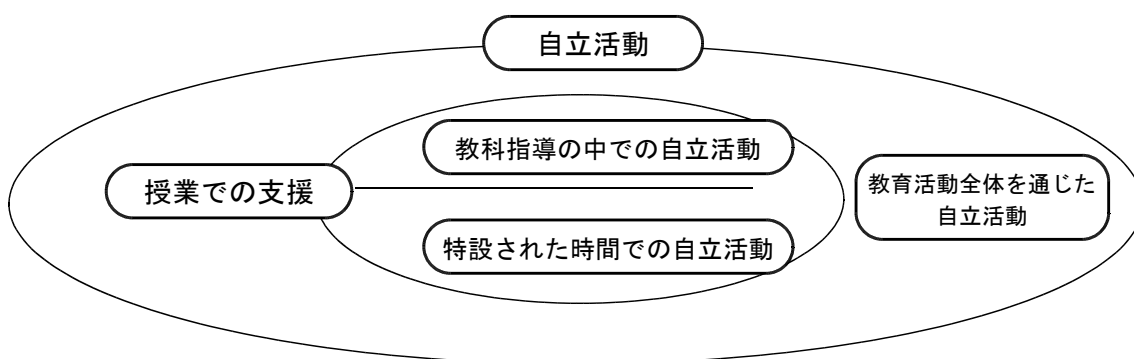 自立活動
教科指導の中での自立活動
授業での支援
教育活動全体を通じた
自立活動
特設された時間での自立活動